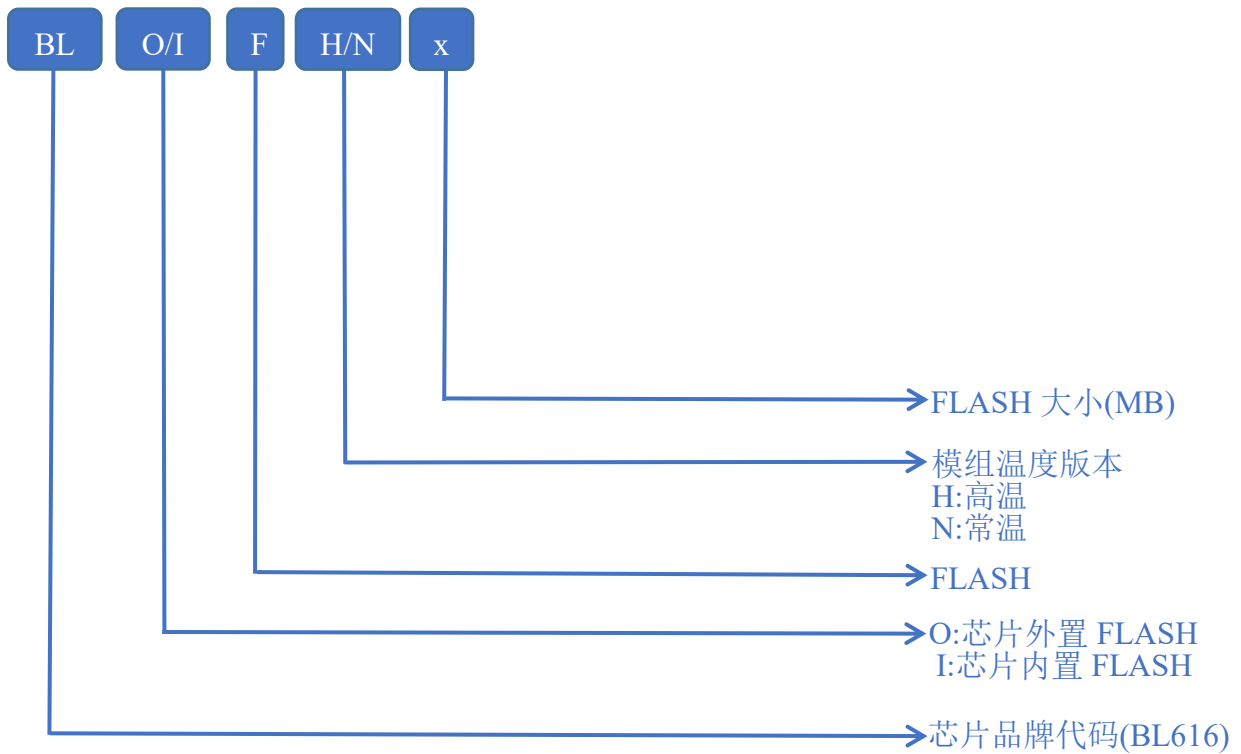 BL O/I F H/N x
FLASH 大小(MB)
模组温度版本
H:高温
N:常温
FLASH
O:芯片外置 FLASH
I:芯片内置 FLASH
芯片品牌代码(BL616)